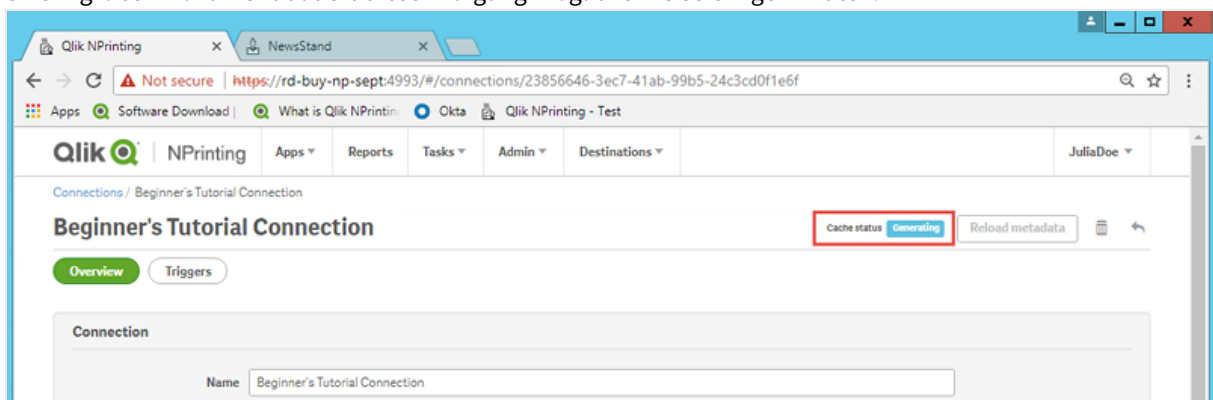 Qlik NPrinting
NewsStand
Not secure | https://rd-buy-np-sept:4993/#/connections/23856646-3ec7-41ab-99b5-24c3cd0f1e6f
Apps Software Download | What is Qlik NPrinting Okta Qlik NPrinting - Test
Qlik NPrinting Apps Reports Tasks Admin Destinations JuliaDoe
Connections / Beginner's Tutorial Connection
Beginner's Tutorial Connection Cache status Generating Reload metadata
Overview Triggers
Connection
Name Beginner's Tutorial Connection